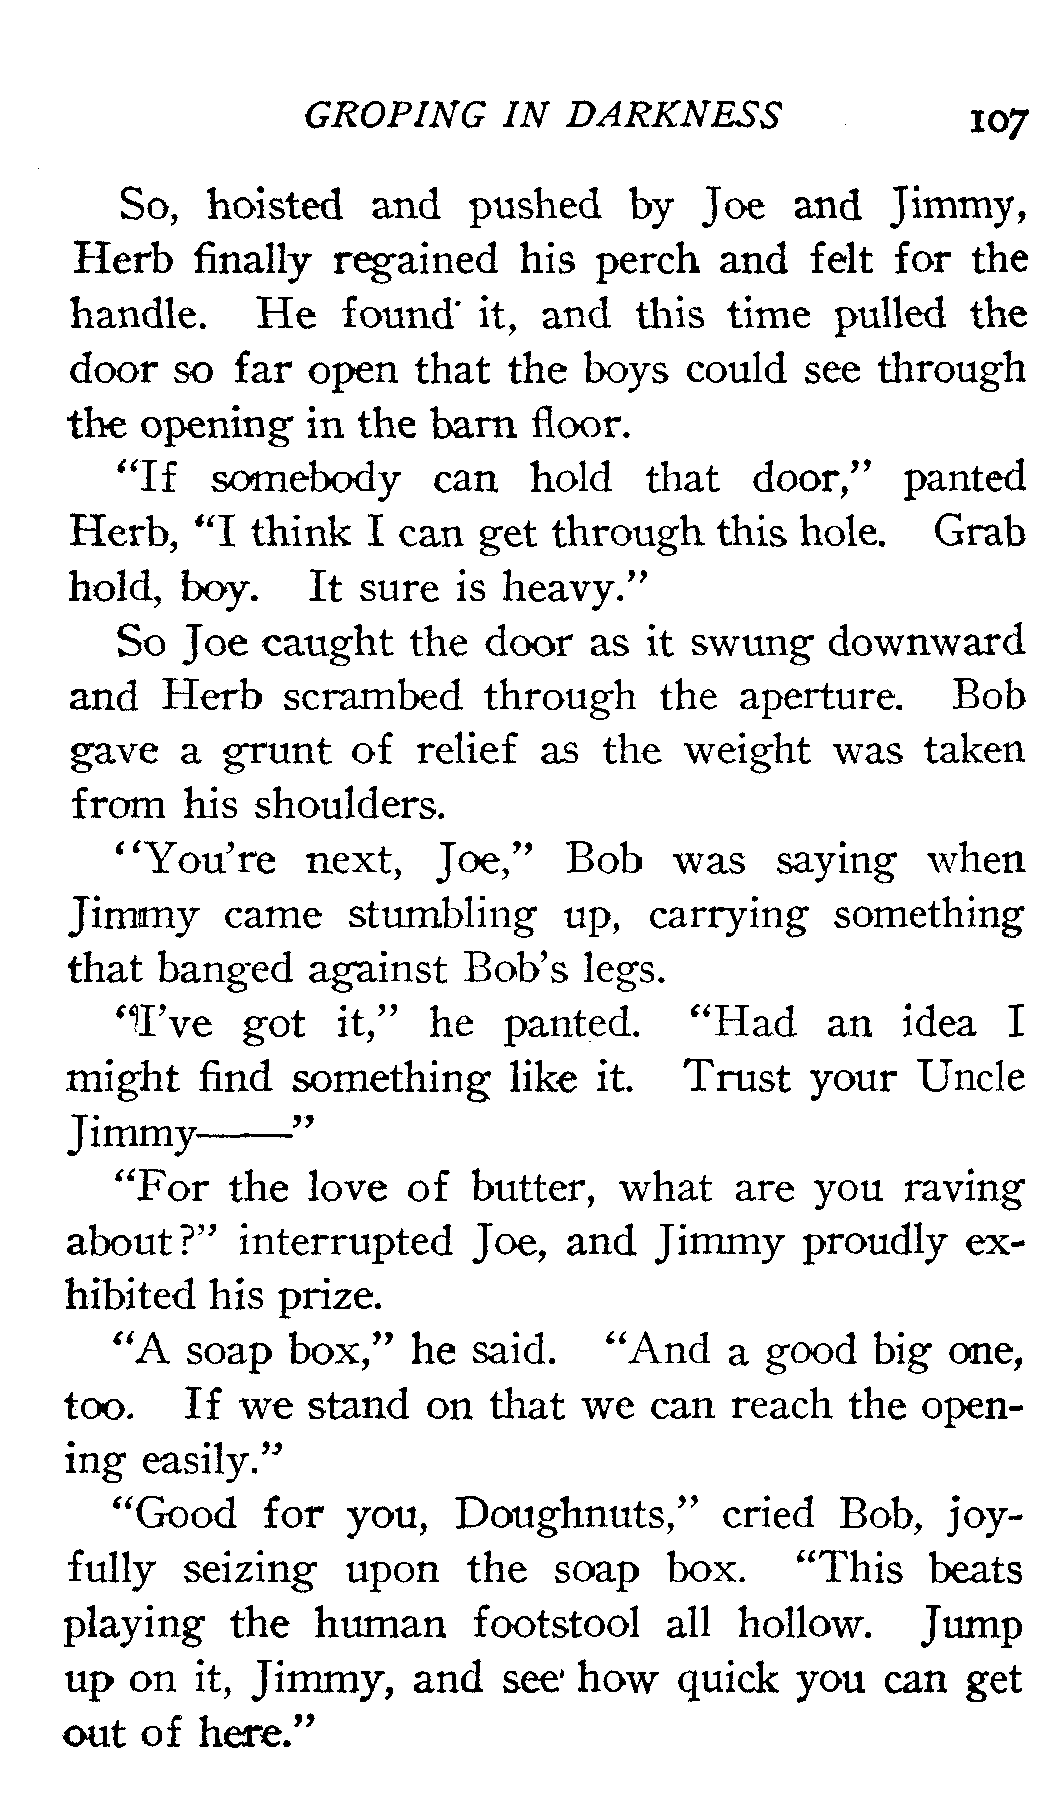 GROPING IN DARKNESS 107
So, hoisted and pushed by Joe and Jimmy,
Herb finally regained his perch and felt for the
handle. He found it, and this time pulled the
door so far open that the boys could see through
the opening in the barn floor.
"If somebody can hold that door," panted
Herb, "I think I can get through this hole. Grab
hold, boy. It sure is heavy."
So Joe caught the door as it swung downward
and Herb scrambed through the aperture. Bob
gave a grunt of relief as the weight was taken
from his shoulders.
"You're next, Joe," Bob was saying when
Jimmy came stumbling up, carrying something
that banged against Bob's legs.
"I've got it," he panted. "Had an idea I
might find something like it. Trust your Uncle
Jimmy——"
"For the love of butter, what are you raving
about?" interrupted Joe, and Jimmy proudly ex-
hibited his prize.
"A soap box," he said. "And a good big one,
too. If we stand on that we can reach the open-
ing easily."
"Good for you, Doughnuts," cried Bob, joy-
fully seizing upon the soap box. "This beats
playing the human footstool all hollow. Jump
up on it, Jimmy, and see how quick you can get
out of here."